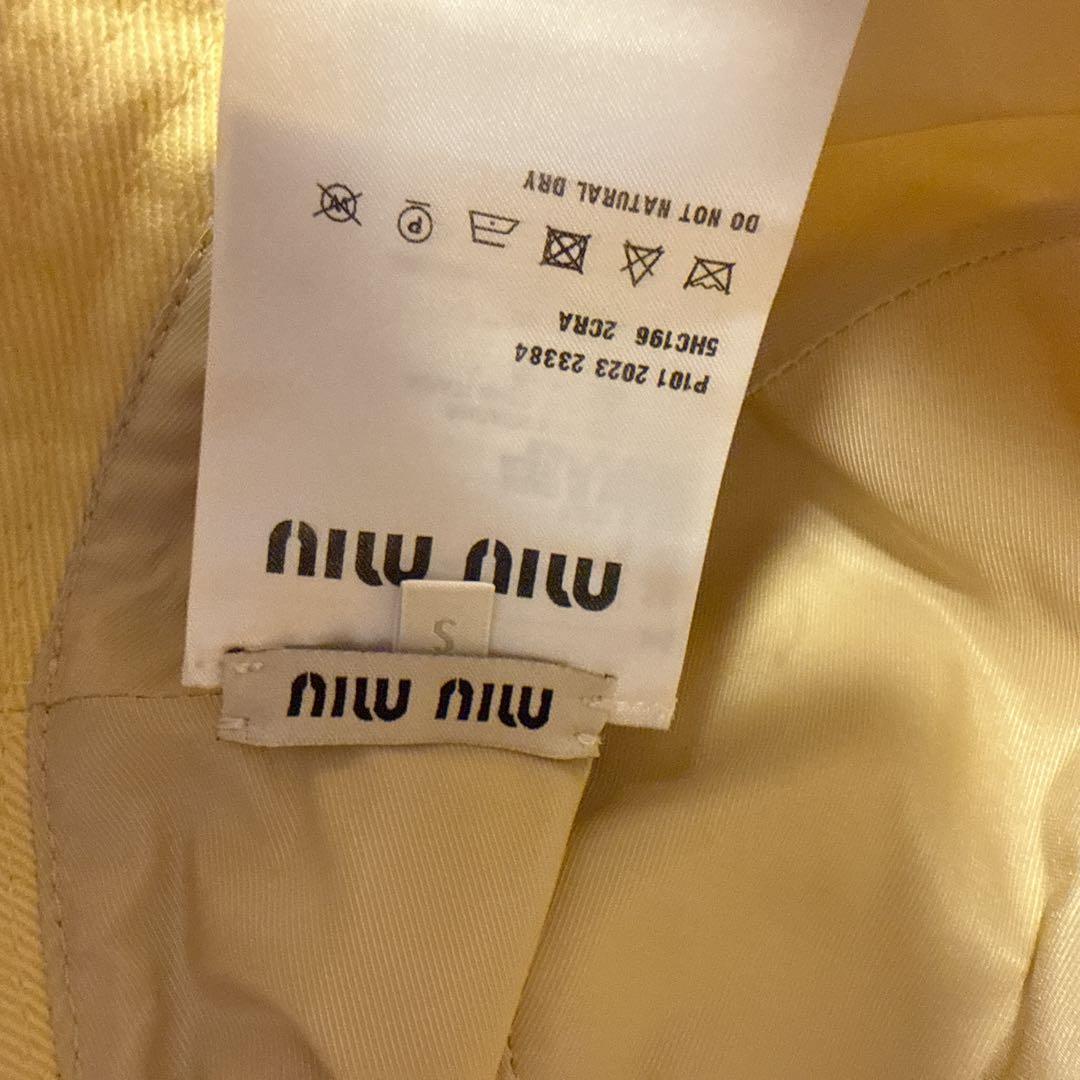 MIU MIU
S
MIU MIU
P101 2023 23384
5HC196 2CRA
P W
DO NOT NATURAL DRY